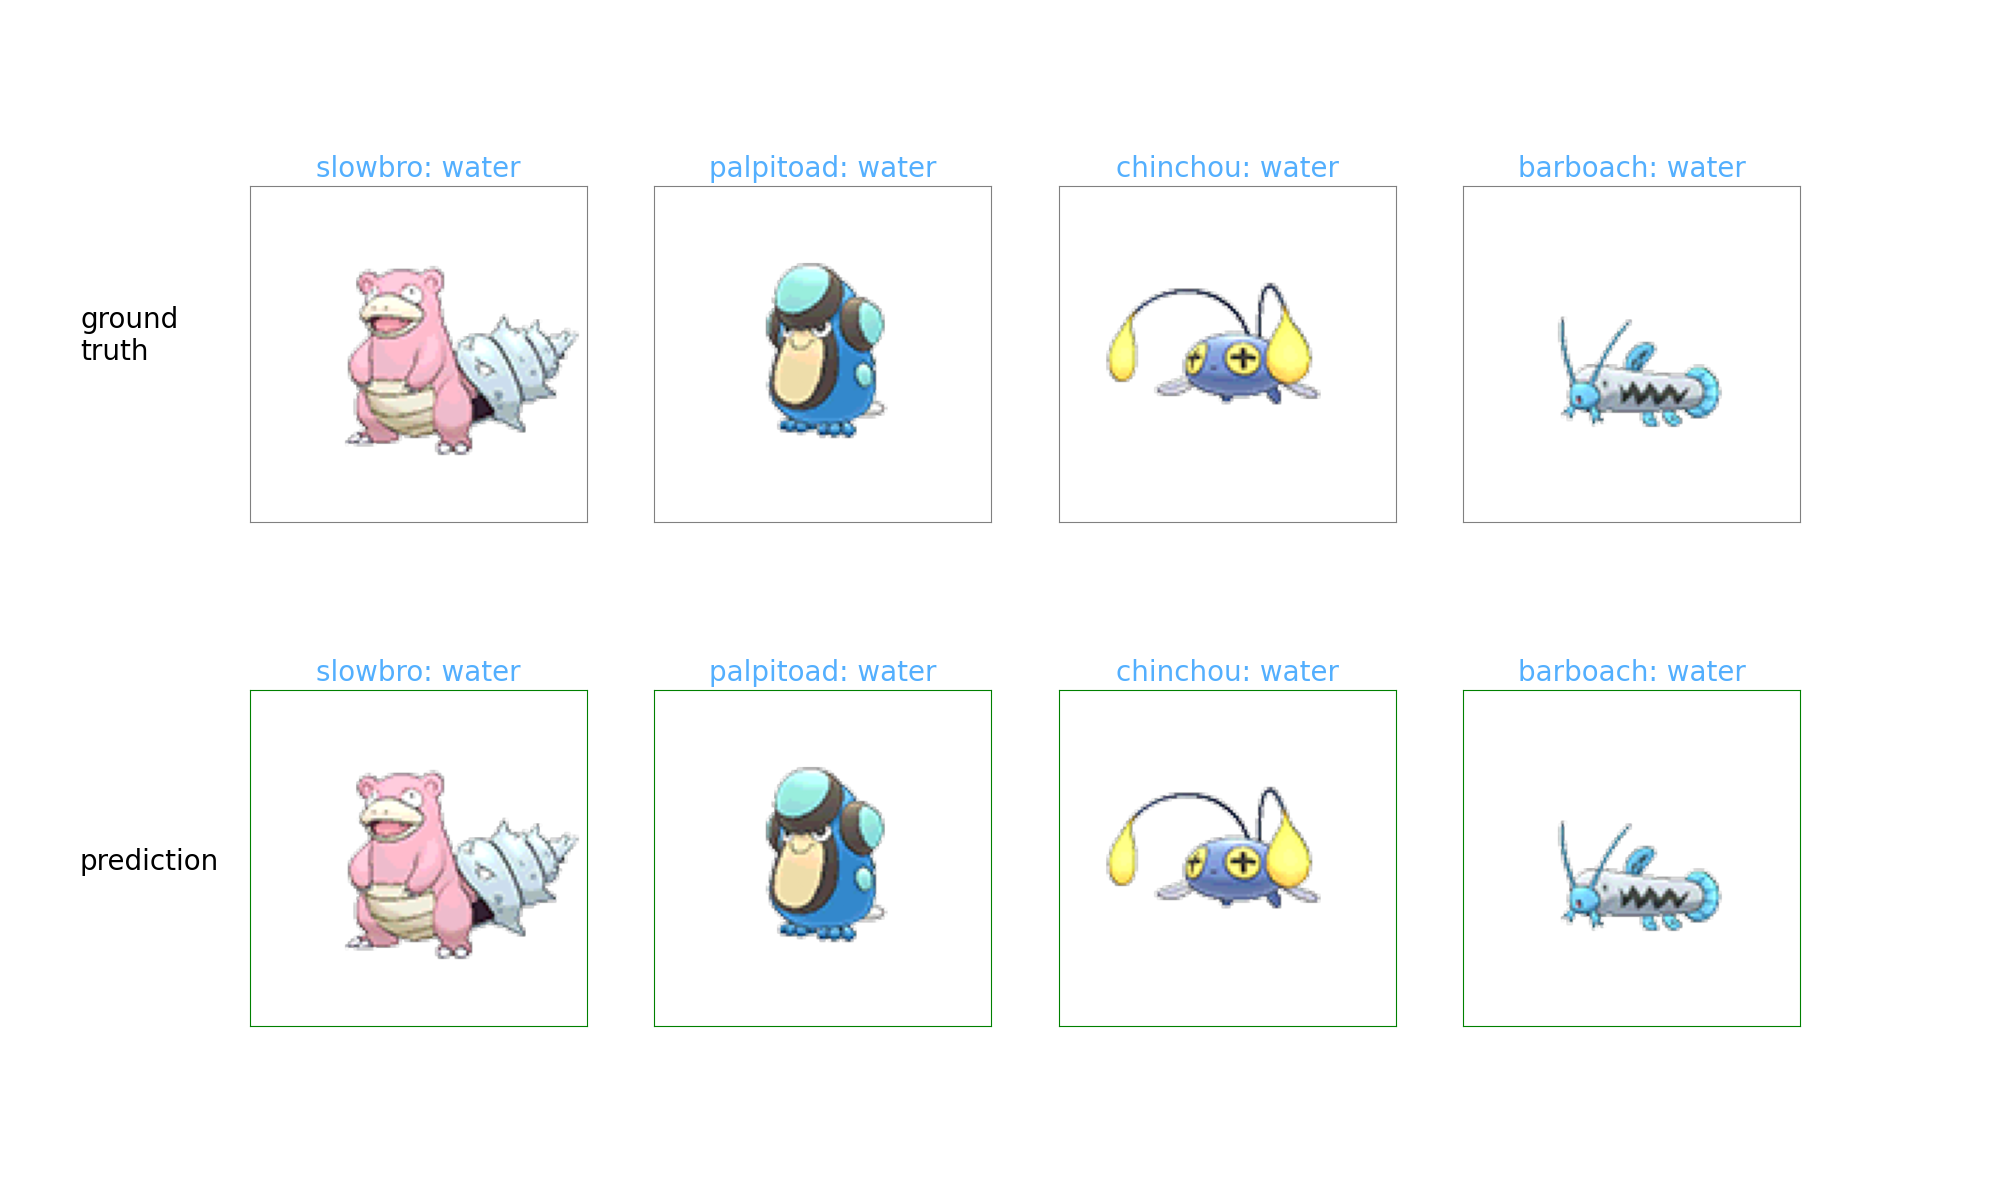 slowbro: water
palpitoad: water
chinchou: water
barboach: water
ground
truth
slowbro: water
palpitoad: water
chinchou: water
barboach: water
prediction